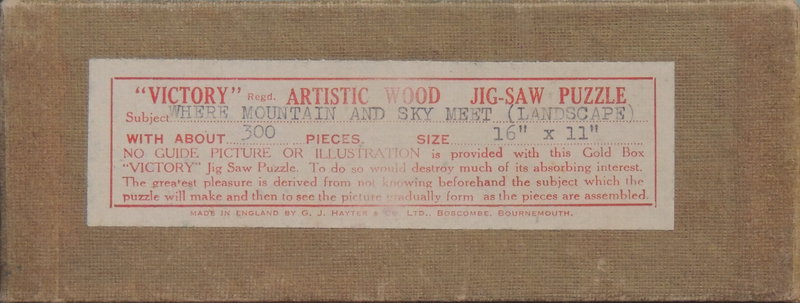 "VICTORY" Regd. ARTISTIC WOOD JIG-SAW PUZZLE
Subject WHERE MOUNTAIN AND SKY MEET (LANDSCAPE)
WITH ABOUT 300 PIECES SIZE 16" x 11"
NO GUIDE PICTURE OR ILLUSTRATION is provided with this Gold Box
"VICTORY" Jig Saw Puzzle. To do so would destroy much of its absorbing interest.
The greatest pleasure is derived from not knowing beforehand the subject which the
puzzle will make and then to see the picture gradually form as the pieces are assembled.
MADE IN ENGLAND BY G. J. HAYTER & CO. LTD., BOSCOMBE, BOURNEMOUTH.